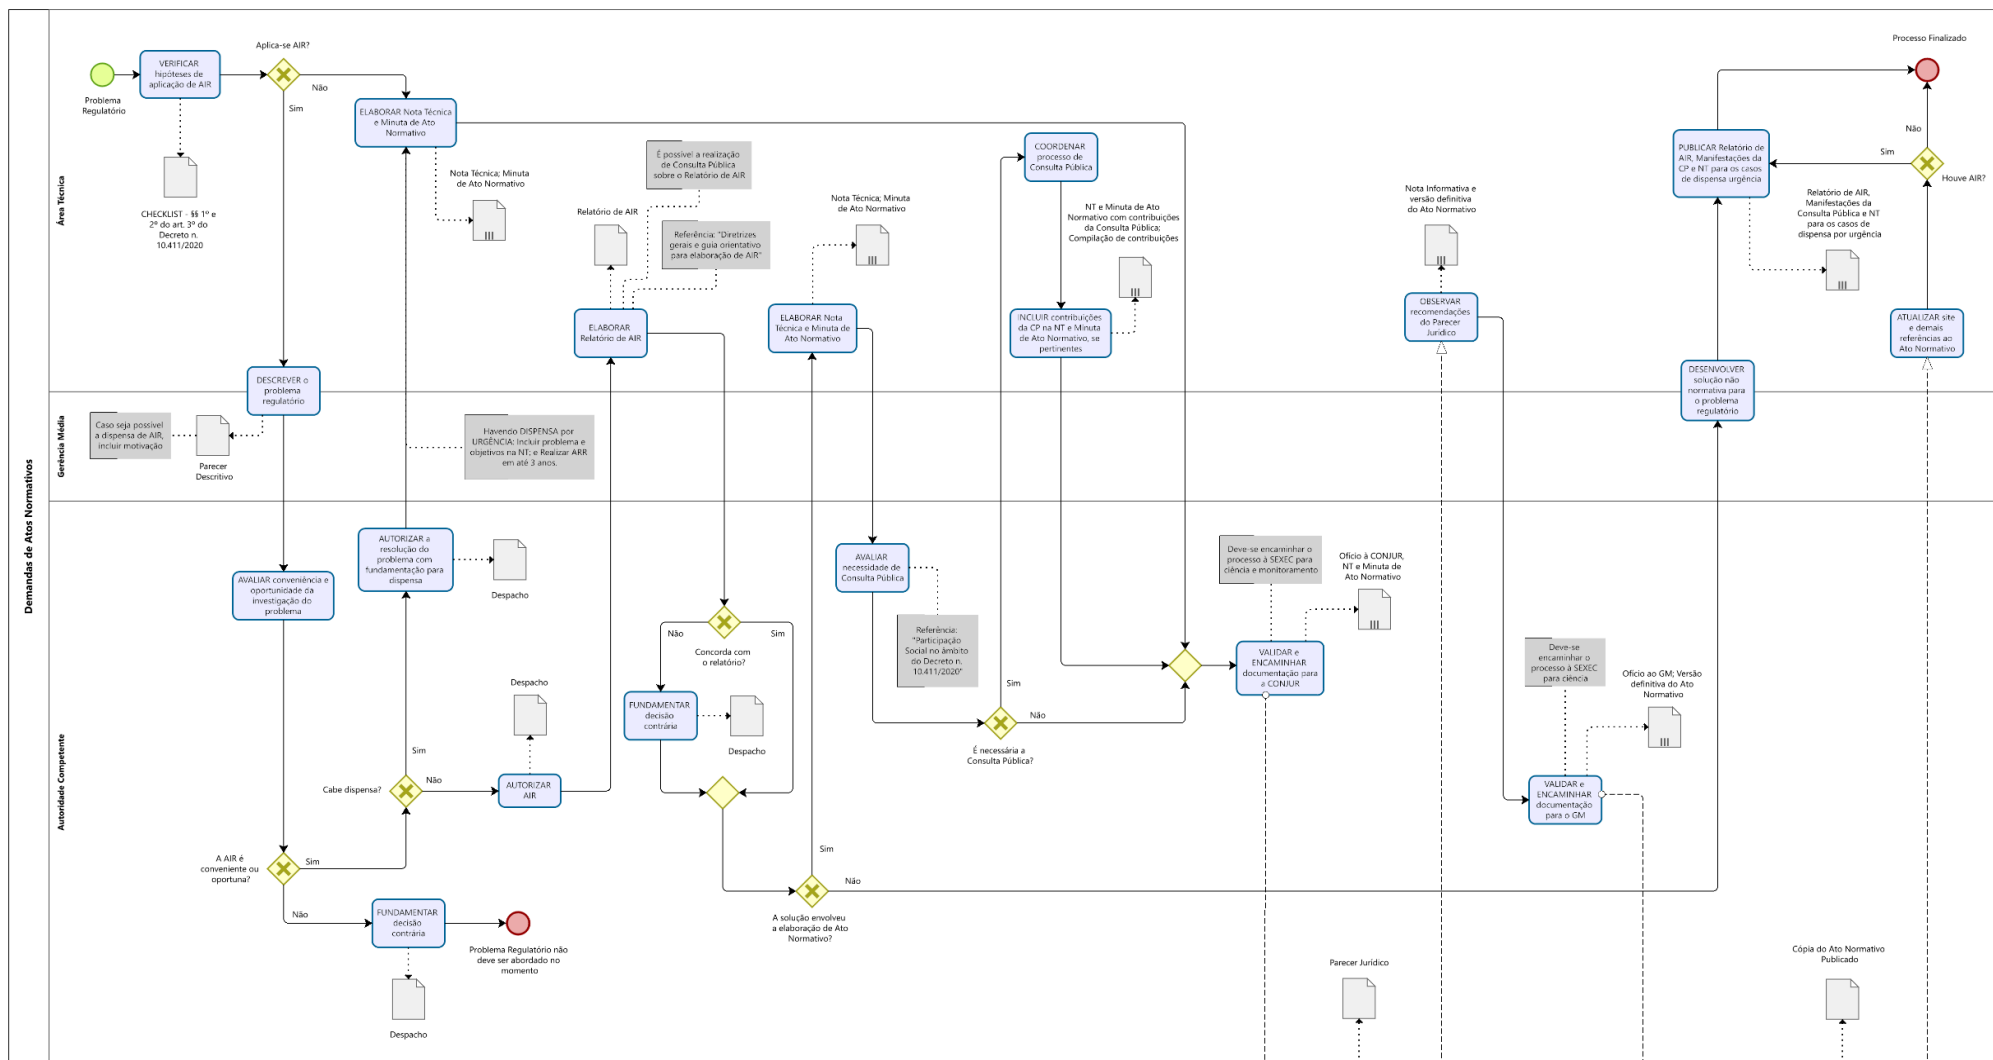 Demandas de Atos Normativos
Área Técnica
Problema
Regulatório
VERIFICAR
hipóteses de
aplicação de AIR
CHECKLIST - §§ 1º e
2º do art. 3º do
Decreto n.
10.411/2020
Aplica-se AIR?
Não
Sim
ELABORAR Nota Técnica
e Minuta de Ato
Normativo
Nota Técnica; Minuta
de Ato Normativo
Relatório de AIR
É possível a realização
de Consulta Pública
sobre o Relatório de AIR
Referência: "Diretrizes
gerais e guia orientativo
para elaboração de AIR"
ELABORAR
Relatório de AIR
Nota Técnica; Minuta
de Ato Normativo
ELABORAR Nota
Técnica e Minuta de
Ato Normativo
COORDENAR
processo de
Consulta Pública
NT e Minuta de Ato
Normativo com contribuições
da Consulta Pública;
Compilação de contribuições
INCLUIR contribuições
da CP na NT e Minuta
de Ato Normativo, se
pertinentes
Nota Informativa e
versão definitiva
do Ato Normativo
OBSERVAR
recomendações
do Parecer
Jurídico
PUBLICAR Relatório de
AIR, Manifestações da
CP e NT para os casos
de dispensa urgência
Relatório de AIR,
Manifestações da
Consulta Pública e NT
para os casos de
dispensa por urgência
Processo Finalizado
Não
Sim
Houve AIR?
ATUALIZAR site
e demais
referências ao
Ato Normativo
DESCREVER o
problema
regulatório
DESENVOLVER
solução não
normativa para
o problema
regulatório
Gerência Média
Caso seja possível
a dispensa de AIR,
incluir motivação
Parecer
Descritivo
Havendo DISPENSA por
URGÊNCIA: Incluir problema e
objetivos na NT; e Realizar ARR
em até 3 anos.
Autoridade Competente
AVALIAR conveniência e
oportunidade da
investigação do
problema
AUTORIZAR a
resolução do
problema com
fundamentação para
dispensa
Despacho
Sim
Cabe dispensa?
Não
Despacho
AUTORIZAR
AIR
A AIR é
conveniente ou
oportuna?
Sim
Não
FUNDAMENTAR
decisão
contrária
Despacho
Problema Regulatório não
deve ser abordado no
momento
Não
Sim
Concorda com
o relatório?
FUNDAMENTAR
decisão
contrária
Despacho
Sim
Não
A solução envolveu
a elaboração de Ato
Normativo?
AVALIAR
necessidade de
Consulta Pública
Referência:
"Participação
Social no âmbito
do Decreto n.
10.411/2020"
Sim
Não
É necessária a
Consulta Pública?
Deve-se encaminhar o
processo à SEXEC para
ciência e monitoramento
Ofício à CONJUR,
NT e Minuta de
Ato Normativo
VALIDAR e
ENCAMINHAR
documentação para
a CONJUR
Deve-se
encaminhar o
processo à SEXEC
para ciência
Ofício ao GM; Versão
definitiva do Ato
Normativo
VALIDAR e
ENCAMINHAR
documentação
para o GM
Parecer Jurídico
Cópia do Ato Normativo
Publicado